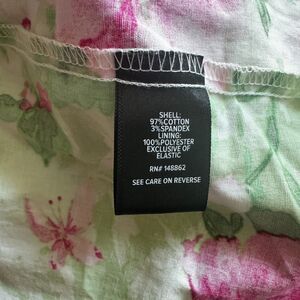 SHELL:
97%COTTON
3%SPANDEX
LINING:
100%POLYESTER
EXCLUSIVE OF
ELASTIC
RN# 148862
SEE CARE ON REVERSE